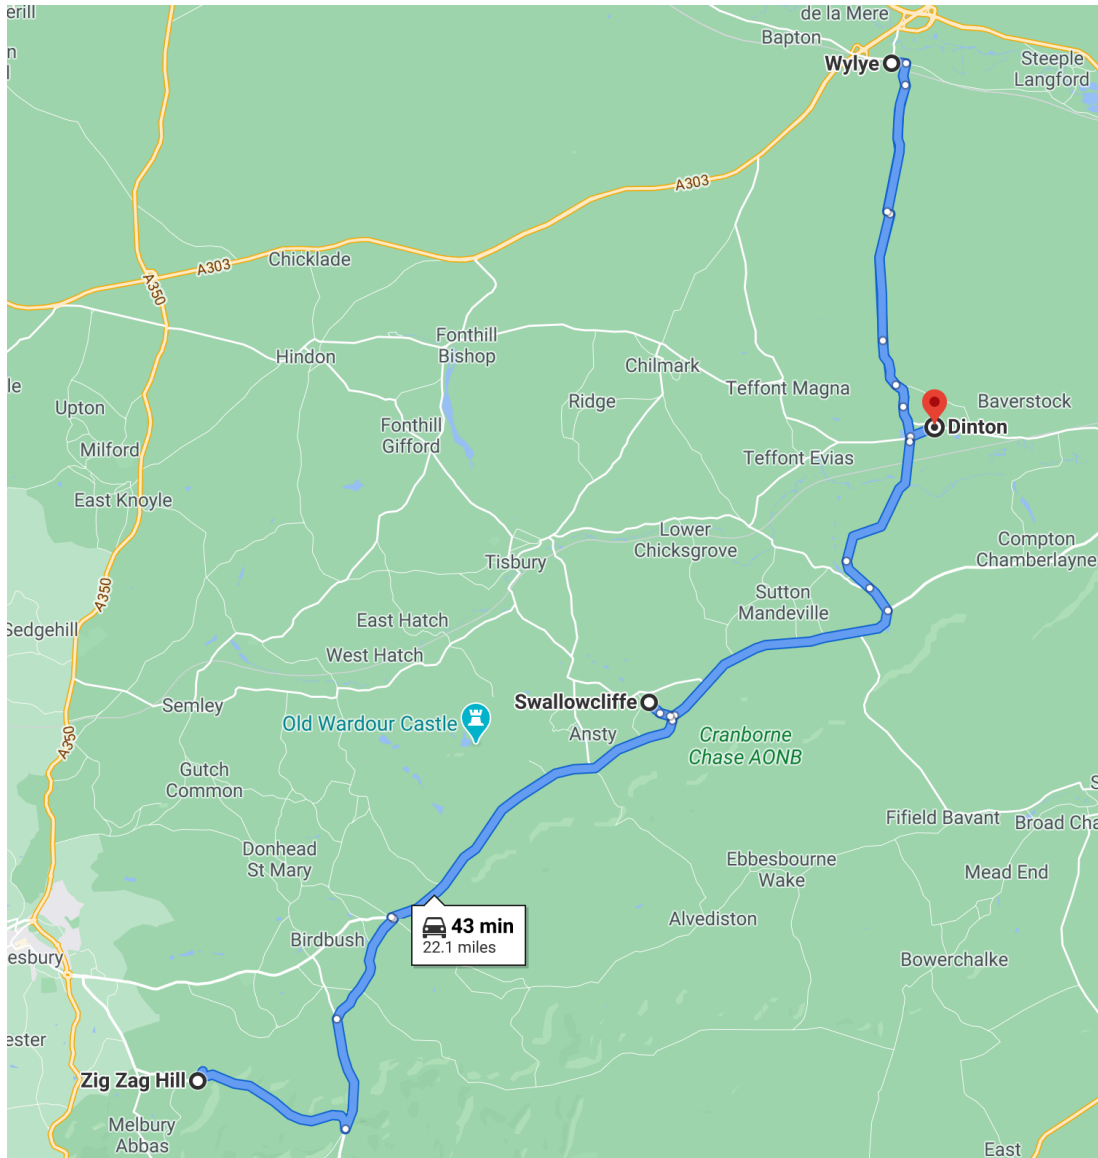 erill
de la Mere
Bapton
Wylye
Steeple
Langford
A303
Chicklade
A303
A350
Fonthill
Bishop
Hindon
Chilmark
Teffont Magna
le
Upton
Ridge
Baverstock
Fonthill
Gifford
Dinton
Milford
Teffont Evias
East Knoyle
Lower
Chicksgrove
Compton
Chamberlayne
Tisbury
A350
Sutton
Mandeville
East Hatch
Sedgehill
West Hatch
Swallowcliffe
Semley
Old Wardour Castle
Ansty
Cranborne
Chase AONB
A350
Gutch
Common
Fifield Bavant
Broad Cha
Donhead
St Mary
Ebbesbourne
Wake
Mead End
43 min
22.1 miles
Alvediston
Birdbush
esbury
Bowerchalke
ester
Zig Zag Hill
Melbury
Abbas
East